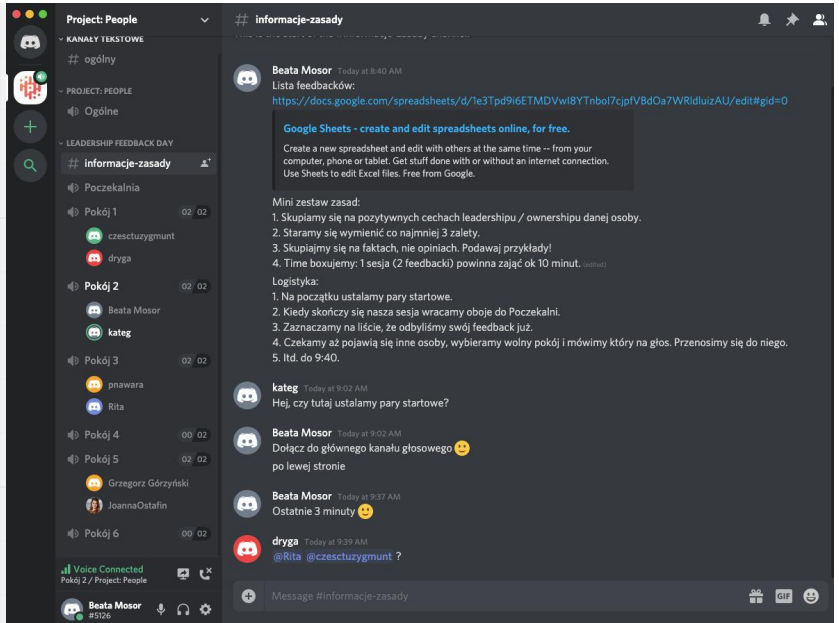 Project: People
KANAŁY TEKSTOWE
# ogólny
PROJECT: PEOPLE
Ogólne
LEADERSHIP FEEDBACK DAY
# informacje-zasady
Poczekalnia
Pokój 1 02 02
czesctuzygmunt
dryga
Pokój 2 02 02
Beata Mosor
kateg
Pokój 3 02 02
pnawara
Rita
Pokój 4 00 02
Pokój 5 02 02
Grzegorz Górzyński
JoannaOstafin
Pokój 6 00 02
Voice Connected
Pokój 2 / Project: People
Beata Mosor
#5126
# informacje-zasady
Beata Mosor Today at 8:40 AM
Lista feedbacków:
https://docs.google.com/spreadsheets/d/1e3Tpd9i6ETMDVwI8YTnbol7cjpfVBdOa7WRldluizAU/edit#gid=0
Google Sheets - create and edit spreadsheets online, for free.
Create a new spreadsheet and edit with others at the same time -- from your
computer, phone or tablet. Get stuff done with or without an internet connection.
Use Sheets to edit Excel files. Free from Google.
Mini zestaw zasad:
1. Skupiamy się na pozytywnych cechach leadershipu / ownershipu danej osoby.
2. Staramy się wymienić co najmniej 3 zalety.
3. Skupiajmy się na faktach, nie opiniach. Podawaj przykłady!
4. Time boxujemy: 1 sesja (2 feedbacki) powinna zająć ok 10 minut. (edited)
Logistyka:
1. Na początku ustalamy pary startowe.
2. Kiedy skończy się nasza sesja wracamy oboje do Poczekalni.
3. Zaznaczamy na liście, że odbyliśmy swój feedback już.
4. Czekamy aż pojawią się inne osoby, wybieramy wolny pokój i mówimy który na głos. Przenosimy się do niego.
5. Itd. do 9:40.
kateg Today at 9:02 AM
Hej, czy tutaj ustalamy pary startowe?
Beata Mosor Today at 9:02 AM
Dołącz do głównego kanału głosowego 🙂
po lewej stronie
Beata Mosor Today at 9:37 AM
Ostatnie 3 minuty 🙂
dryga Today at 9:39 AM
@Rita @czesctuzygmunt ?
Message #informacje-zasady
GIF